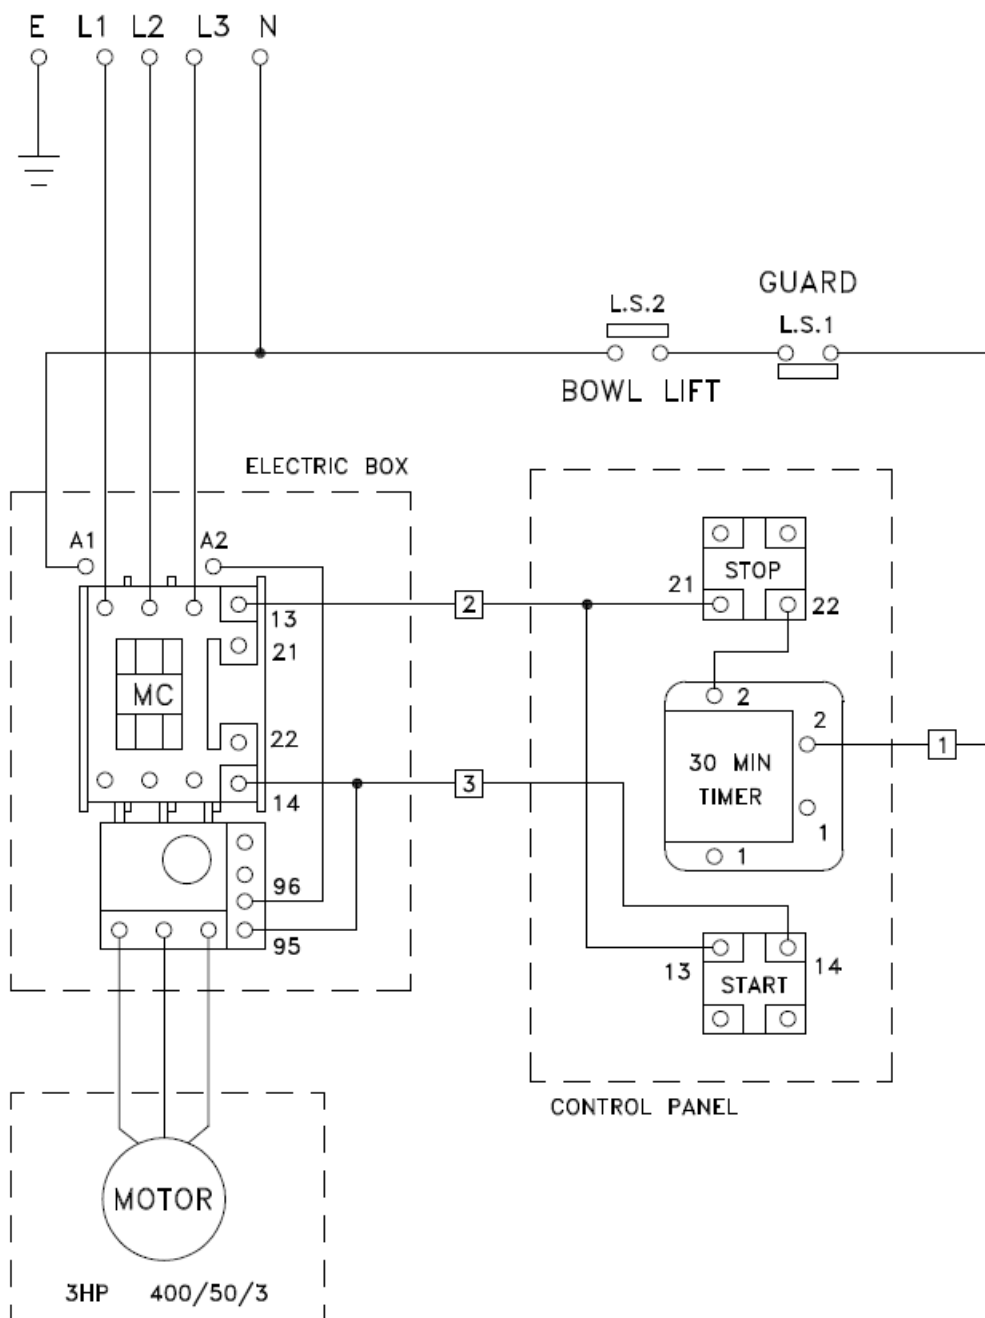 E L1 L2 L3 N
GUARD
L.S.2 L.S.1
BOWL LIFT
ELECTRIC BOX
A1 A2
STOP
21 22
2
13
21
MC
2
2
1
22
30 MIN
TIMER
3
14
1
1
96
95
13 14
START
CONTROL PANEL
MOTOR
3HP 400/50/3